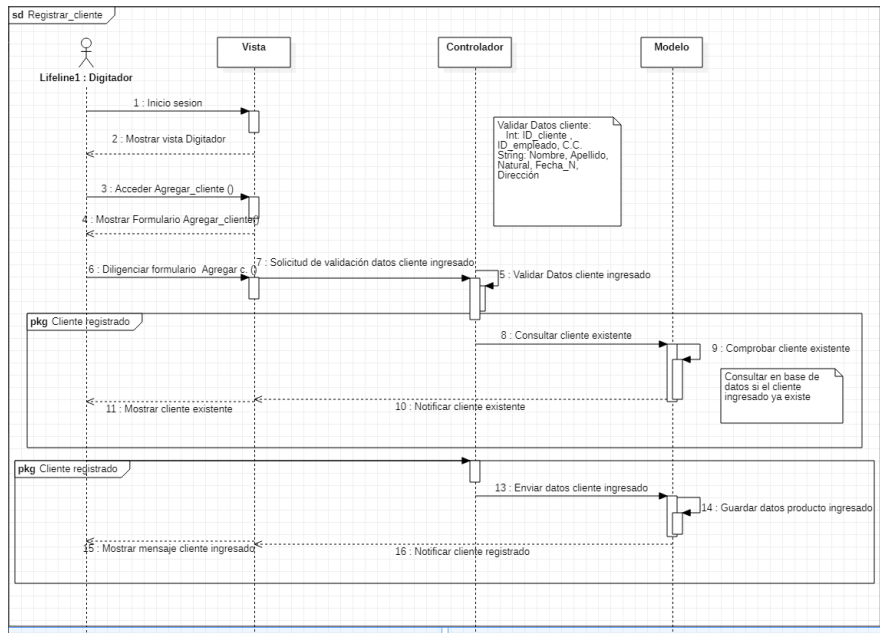 sd Registrar_cliente
Vista
Controlador
Modelo
Lifeline1 : Digitador
1 : Inicio sesion
2 : Mostrar vista Digitador
Validar Datos cliente:
Int: ID_cliente ,
ID_empleado, C.C.
String: Nombre, Apellido,
Natural, Fecha_N,
Dirección
3 : Acceder Agregar_cliente ()
4 : Mostrar Formulario Agregar_cliente()
6 : Diligenciar formulario Agregar c. ()
7 : Solicitud de validación datos cliente ingresado
5 : Validar Datos cliente ingresado
pkg Cliente registrado
8 : Consultar cliente existente
9 : Comprobar cliente existente
Consultar en base de
datos si el cliente
ingresado ya existe
10 : Notificar cliente existente
11 : Mostrar cliente existente
pkg Cliente registrado
13 : Enviar datos cliente ingresado
14 : Guardar datos producto ingresado
15 : Mostrar mensaje cliente ingresado
16 : Notificar cliente registrado